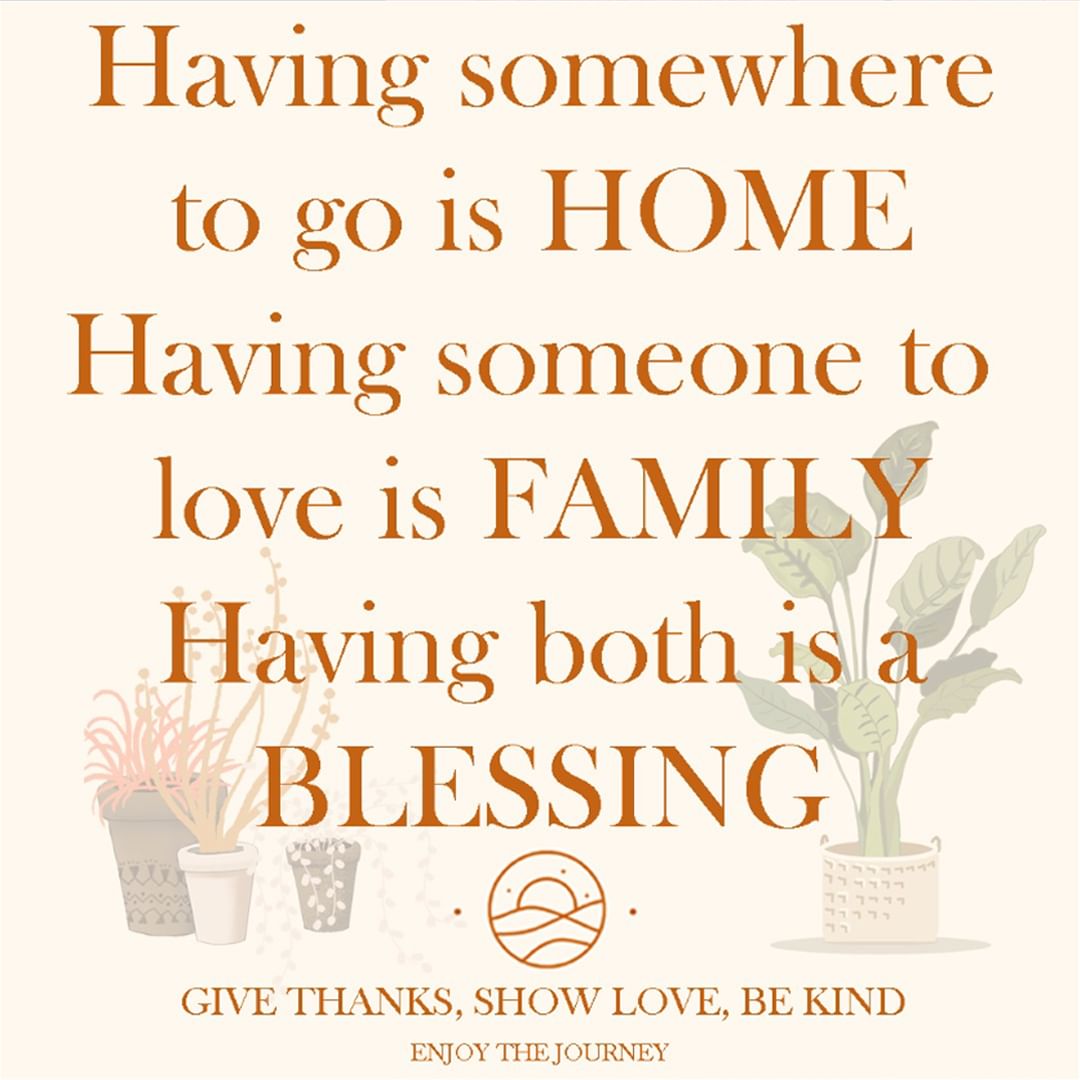 Having somewhere
to go is HOME
Having someone to
love is FAMILY
Having both is a
BLESSING
GIVE THANKS, SHOW LOVE, BE KIND
ENJOY THE JOURNEY